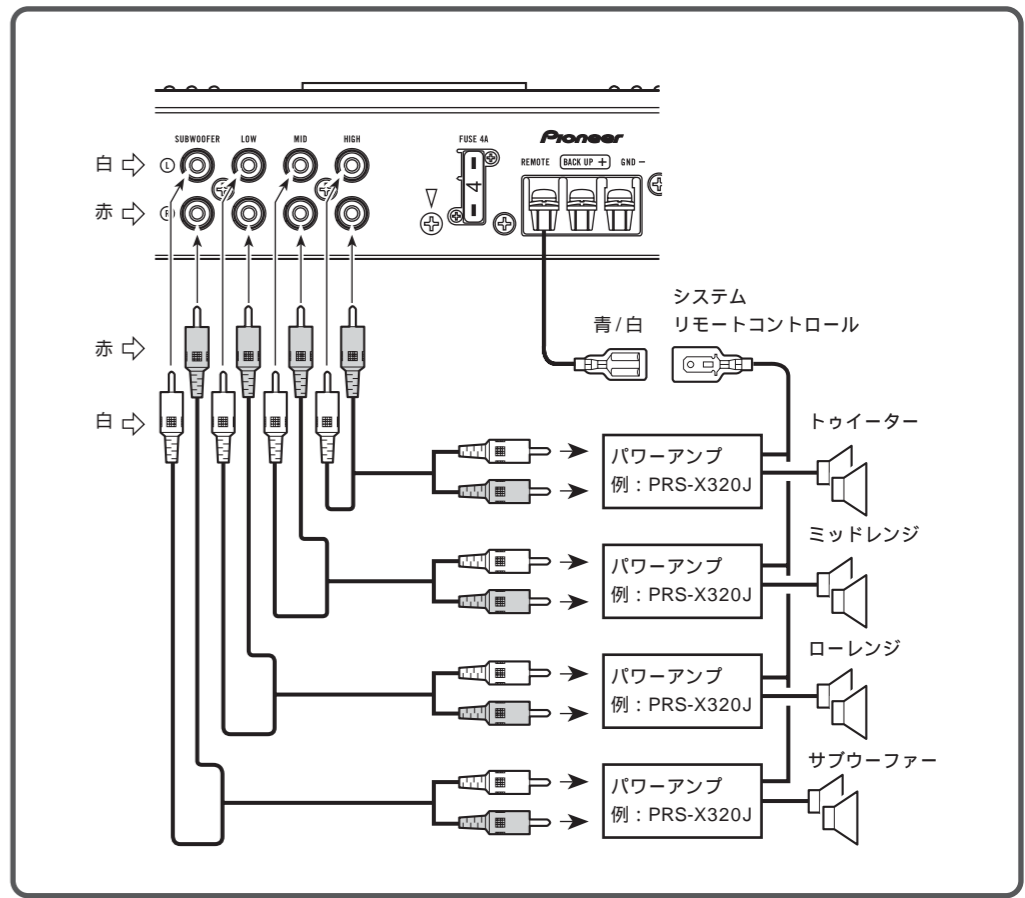 SUBWOOFER LOW MID HIGH FUSE 4A Pioneer
REMOTE BACK UP + GND −
白 L
4
赤 R
システム
青/白 リモートコントロール
赤
白
トゥイーター
パワーアンプ
例：PRS-X320J
ミッドレンジ
パワーアンプ
例：PRS-X320J
ローレンジ
パワーアンプ
例：PRS-X320J
サブウーファー
パワーアンプ
例：PRS-X320J